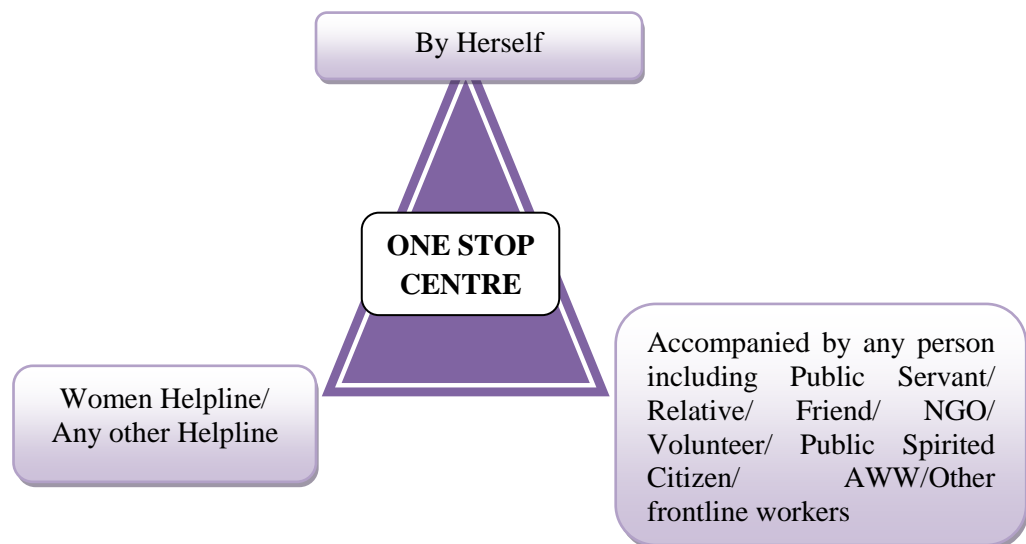 By Herself
ONE STOP
CENTRE
Women Helpline/
Any other Helpline
Accompanied by any person
including Public Servant/
Relative/ Friend/ NGO/
Volunteer/ Public Spirited
Citizen/ AWW/Other
frontline workers